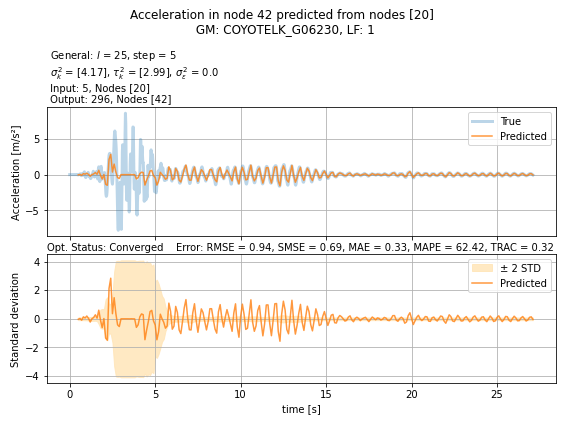 Acceleration in node 42 predicted from nodes [20]
GM: COYOTELK_G06230, LF: 1
General: l = 25, step = 5
σ²ₖ = [4.17], τ²ₖ = [2.99], σ²ε = 0.0
Input: 5, Nodes [20]
Output: 296, Nodes [42]
True
Predicted
5
0
−5
Acceleration [m/s²]
Opt. Status: Converged    Error: RMSE = 0.94, SMSE = 0.69, MAE = 0.33, MAPE = 62.42, TRAC = 0.32
± 2 STD
Predicted
4
2
0
−2
−4
Standard deviation
0 5 10 15 20 25
time [s]